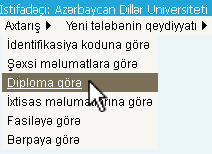 İstifadəçi: Azərbaycan Dillər Universiteti
Axtarış Yeni tələbənin qeydiyyatı
İdentifikasiya koduna görə
Şəxsi məlumatlara görə
Diploma görə
İxtisas məlumatlarına görə
Fasiləyə görə
Bərpaya görə